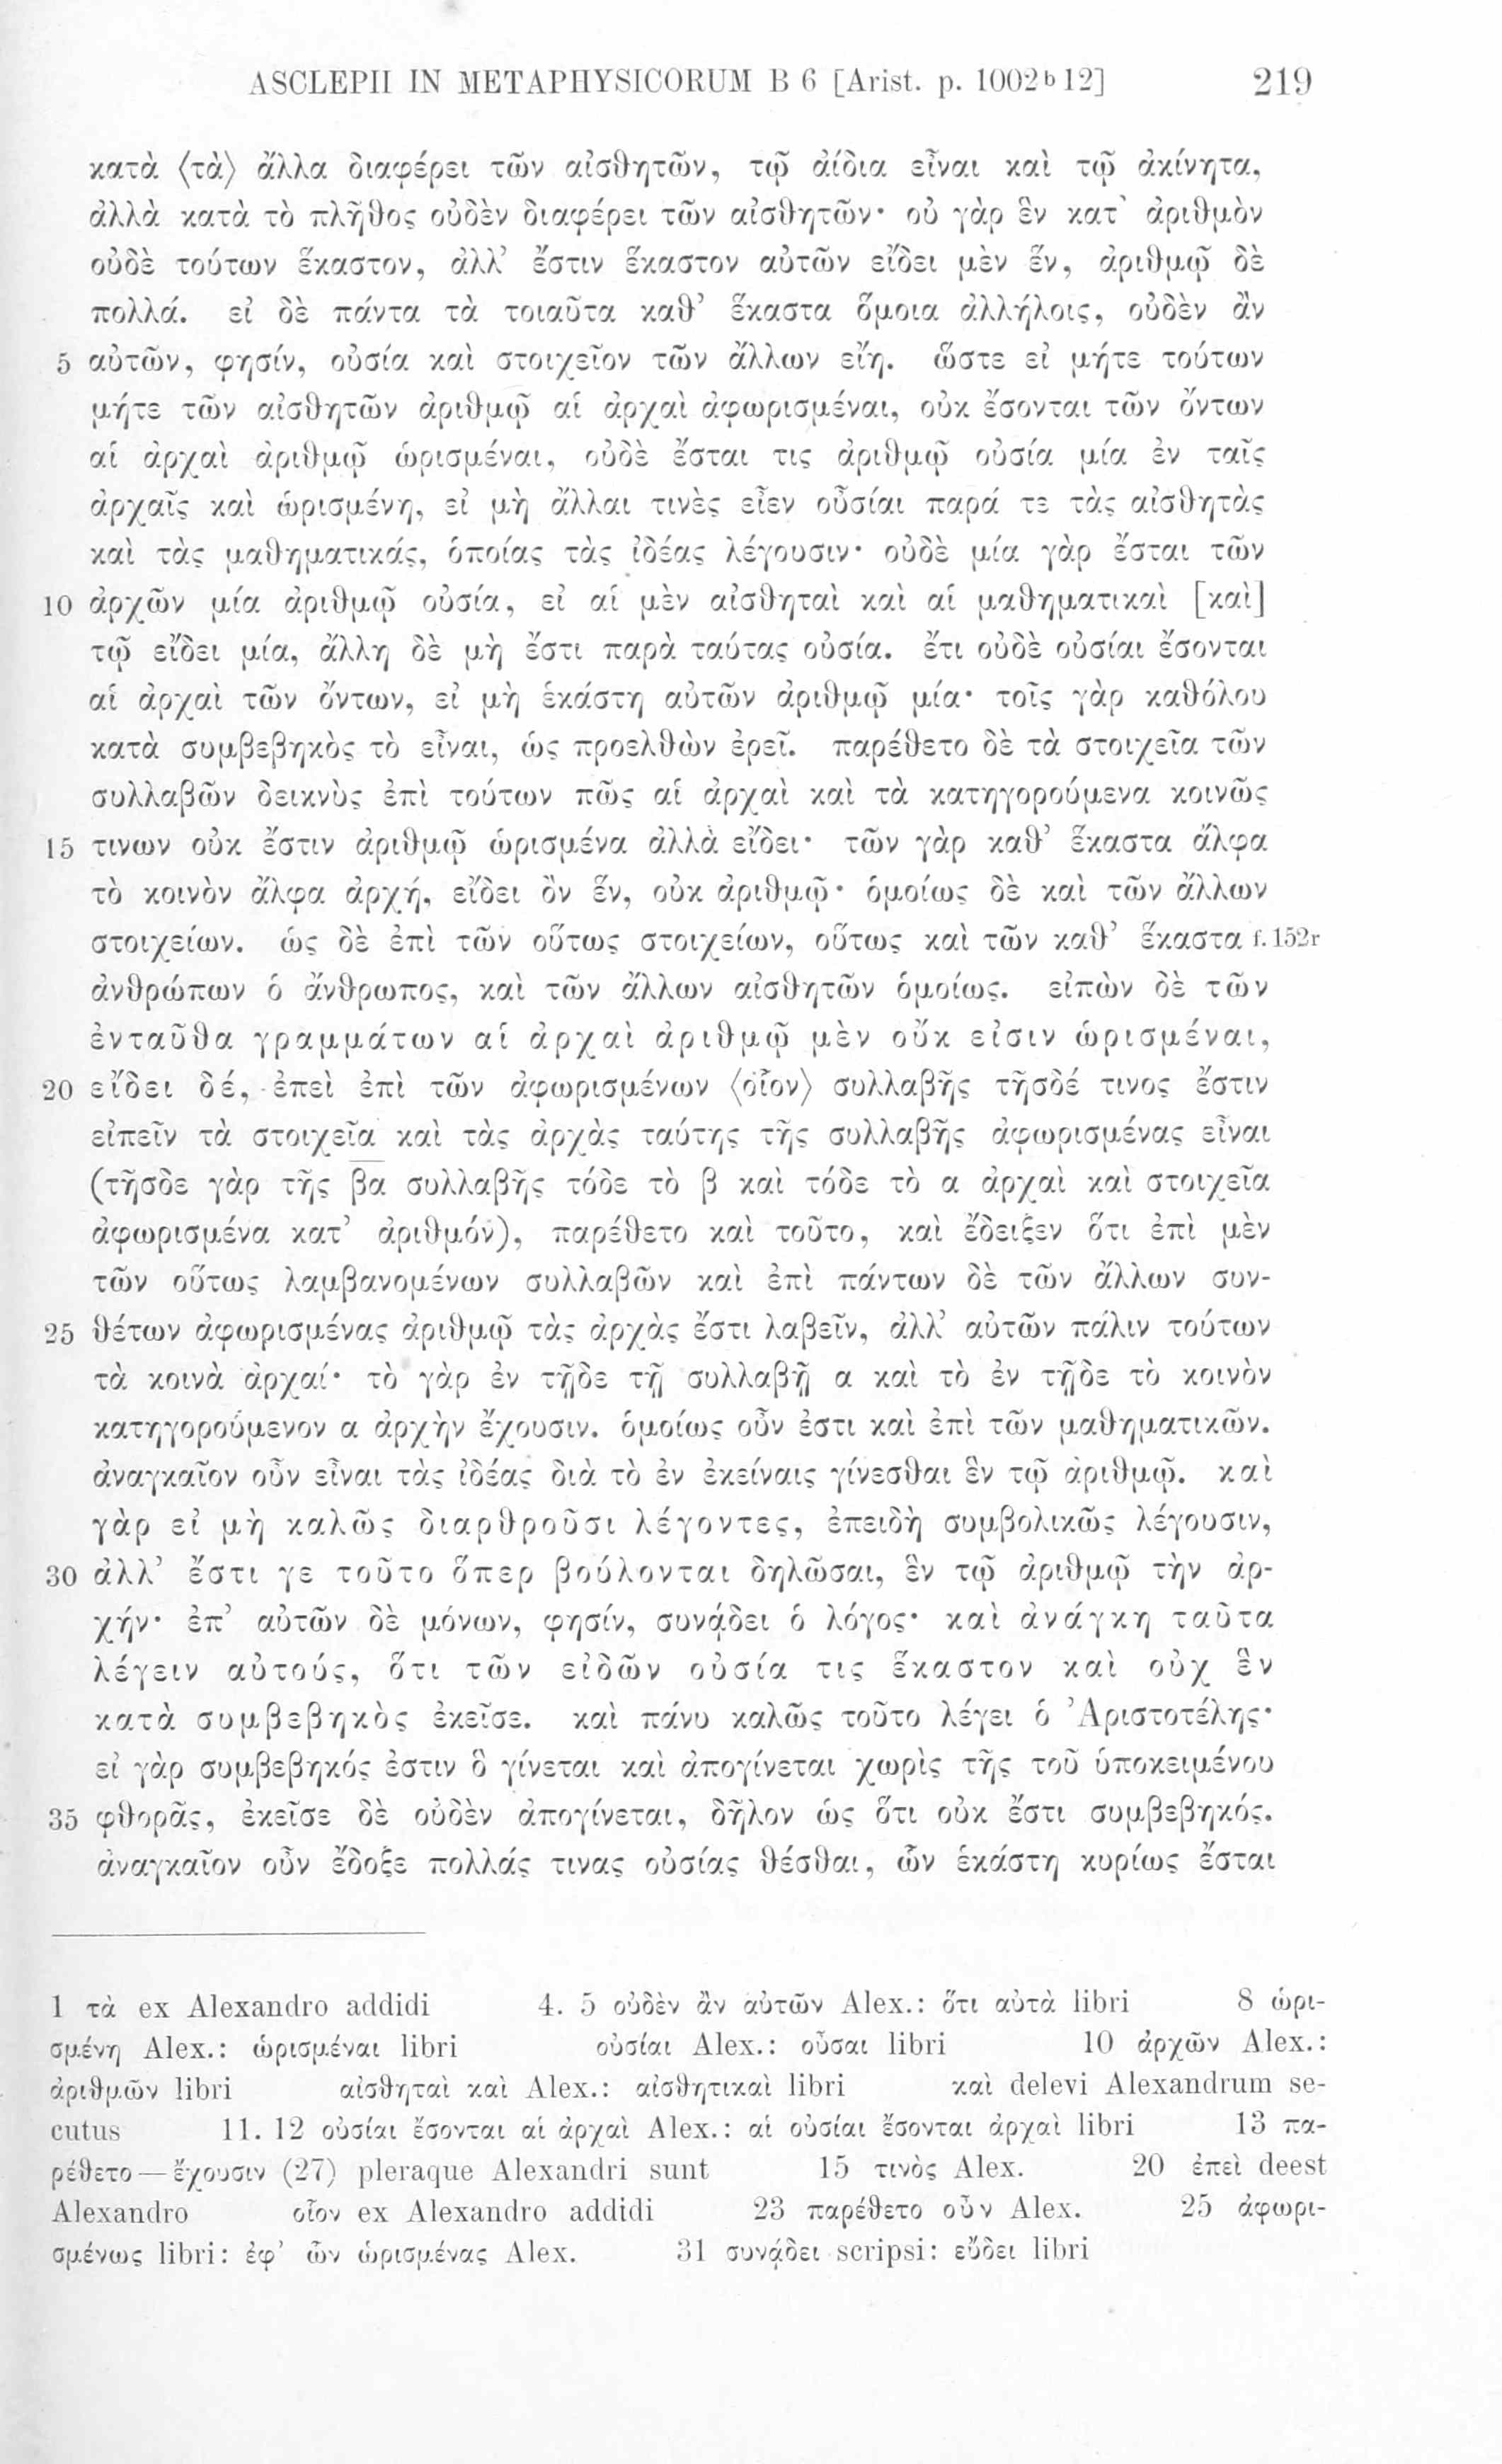 ASCLEPII IN METAPHYSICORUM B 6 [Arist. p. 1002b 12] 219
κατὰ ⟨τὰ⟩ ἄλλα διαφέρει τῶν αἰσθητῶν, τῷ ἀίδια εἶναι καὶ τῷ ἀκίνητα,
ἀλλὰ κατὰ τὸ πλῆθος οὐδὲν διαφέρει τῶν αἰσθητῶν· οὐ γὰρ ἓν κατ᾽ ἀριθμὸν
οὐδὲ τούτων ἕκαστον, ἀλλ᾽ ἔστιν ἕκαστον αὐτῶν εἴδει μὲν ἕν, ἀριθμῷ δὲ
πολλά. εἰ δὲ πάντα τὰ τοιαῦτα καθ᾽ ἕκαστα ὅμοια ἀλλήλοις, οὐδὲν ἂν
5 αὐτῶν, φησίν, οὐσία καὶ στοιχεῖον τῶν ἄλλων εἴη. ὥστε εἰ μήτε τούτων
μήτε τῶν αἰσθητῶν ἀριθμῷ αἱ ἀρχαὶ ἀφωρισμέναι, οὐκ ἔσονται τῶν ὄντων
αἱ ἀρχαὶ ἀριθμῷ ὡρισμέναι, οὐδὲ ἔσται τις ἀριθμῷ οὐσία μία ἐν ταῖς
ἀρχαῖς καὶ ὡρισμένη, εἰ μὴ ἄλλαι τινὲς εἶεν οὖσίαι παρά τε τὰς αἰσθητὰς
καὶ τὰς μαθηματικάς, ὁποίας τὰς ἰδέας λέγουσιν· οὐδὲ μία γὰρ ἔσται τῶν
10 ἀρχῶν μία ἀριθμῷ οὐσία, εἰ αἱ μὲν αἰσθηταὶ καὶ αἱ μαθηματικαὶ [καὶ]
τῷ εἴδει μία, ἄλλη δὲ μὴ ἔστι παρὰ ταύτας οὐσία. ἔτι οὐδὲ οὐσίαι ἔσονται
αἱ ἀρχαὶ τῶν ὄντων, εἰ μὴ ἑκάστη αὐτῶν ἀριθμῷ μία· τοῖς γὰρ καθόλου
κατὰ συμβεβηκὸς τὸ εἶναι, ὡς προελθὼν ἐρεῖ. παρέθετο δὲ τὰ στοιχεῖα τῶν
συλλαβῶν δεικνὺς ἐπὶ τούτων πῶς αἱ ἀρχαὶ καὶ τὰ κατηγορούμενα κοινῶς
15 τινων οὐκ ἔστιν ἀριθμῷ ὡρισμένα ἀλλὰ εἴδει· τῶν γὰρ καθ᾽ ἕκαστα ἄλφα
τὸ κοινὸν ἄλφα ἀρχή, εἴδει ὂν ἕν, οὐκ ἀριθμῷ· ὁμοίως δὲ καὶ τῶν ἄλλων
στοιχείων. ὡς δὲ ἐπὶ τῶν οὕτως στοιχείων, οὕτως καὶ τῶν καθ᾽ ἕκαστα f. 152r
ἀνθρώπων ὁ ἄνθρωπος, καὶ τῶν ἄλλων αἰσθητῶν ὁμοίως. εἰπὼν δὲ τῶν
ἐνταῦθα γραμμάτων αἱ ἀρχαὶ ἀριθμῷ μὲν οὔκ εἰσιν ὡρισμέναι,
20 εἴδει δέ, ἐπεὶ ἐπὶ τῶν ἀφωρισμένων ⟨οἷον⟩ συλλαβῆς τῆσδέ τινος ἔστιν
εἰπεῖν τὰ στοιχεῖα καὶ τὰς ἀρχὰς ταύτης τῆς συλλαβῆς ἀφωρισμένας εἶναι
(τῆσδε γὰρ τῆς βα συλλαβῆς τόδε τὸ β καὶ τόδε τὸ α ἀρχαὶ καὶ στοιχεῖα
ἀφωρισμένα κατ᾽ ἀριθμόν), παρέθετο καὶ τοῦτο, καὶ ἔδειξεν ὅτι ἐπὶ μὲν
τῶν οὕτως λαμβανομένων συλλαβῶν καὶ ἐπὶ πάντων δὲ τῶν ἄλλων συν-
25 θέτων ἀφωρισμένας ἀριθμῷ τὰς ἀρχὰς ἔστι λαβεῖν, ἀλλ᾽ αὐτῶν πάλιν τούτων
τὰ κοινὰ ἀρχαί· τὸ γὰρ ἐν τῇδε τῇ συλλαβῇ α καὶ τὸ ἐν τῇδε τὸ κοινὸν
κατηγορούμενον α ἀρχὴν ἔχουσιν. ὁμοίως οὖν ἐστι καὶ ἐπὶ τῶν μαθηματικῶν.
ἀναγκαῖον οὖν εἶναι τὰς ἰδέας διὰ τὸ ἐν ἐκείναις γίνεσθαι ἓν τῷ ἀριθμῷ. καὶ
γὰρ εἰ μὴ καλῶς διαρθροῦσι λέγοντες, ἐπειδὴ συμβολικῶς λέγουσιν,
30 ἀλλ᾽ ἔστι γε τοῦτο ὅπερ βούλονται δηλῶσαι, ἓν τῷ ἀριθμῷ τὴν ἀρ-
χήν· ἐπ᾽ αὐτῶν δὲ μόνων, φησίν, συνᾴδει ὁ λόγος· καὶ ἀνάγκη ταῦτα
λέγειν αὐτούς, ὅτι τῶν εἰδῶν οὐσία τις ἕκαστον καὶ οὐχ ἓν
κατὰ συμβεβηκὸς ἐκεῖσε. καὶ πάνυ καλῶς τοῦτο λέγει ὁ Ἀριστοτέλης·
εἰ γὰρ συμβεβηκός ἐστιν ὃ γίνεται καὶ ἀπογίνεται χωρὶς τῆς τοῦ ὑποκειμένου
35 φθορᾶς, ἐκεῖσε δὲ οὐδὲν ἀπογίνεται, δῆλον ὡς ὅτι οὐκ ἔστι συμβεβηκός.
ἀναγκαῖον οὖν ἔδοξε πολλάς τινας οὐσίας θέσθαι, ὧν ἑκάστη κυρίως ἔσται
1 τὰ ex Alexandro addidi 4. 5 οὐδὲν ἂν αὐτῶν Alex.: ὅτι αὐτὰ libri 8 ὡρι-
σμένη Alex.: ὡρισμέναι libri οὐσίαι Alex.: οὖσαι libri 10 ἀρχῶν Alex.:
ἀριθμῶν libri αἰσθηταὶ καὶ Alex.: αἰσθητικαὶ libri καὶ delevi Alexandrum se-
cutus 11. 12 οὐσίαι ἔσονται αἱ ἀρχαὶ Alex.: αἱ οὐσίαι ἔσονται ἀρχαὶ libri 13 πα-
ρέθετο — ἔχουσιν (27) pleraque Alexandri sunt 15 τινὸς Alex. 20 ἐπεὶ deest
Alexandro οἷον ex Alexandro addidi 23 παρέθετο οὖν Alex. 25 ἀφωρι-
σμένως libri: ἐφ᾽ ὧν ὡρισμένας Alex. 31 συνᾴδει scripsi: εὕδει libri